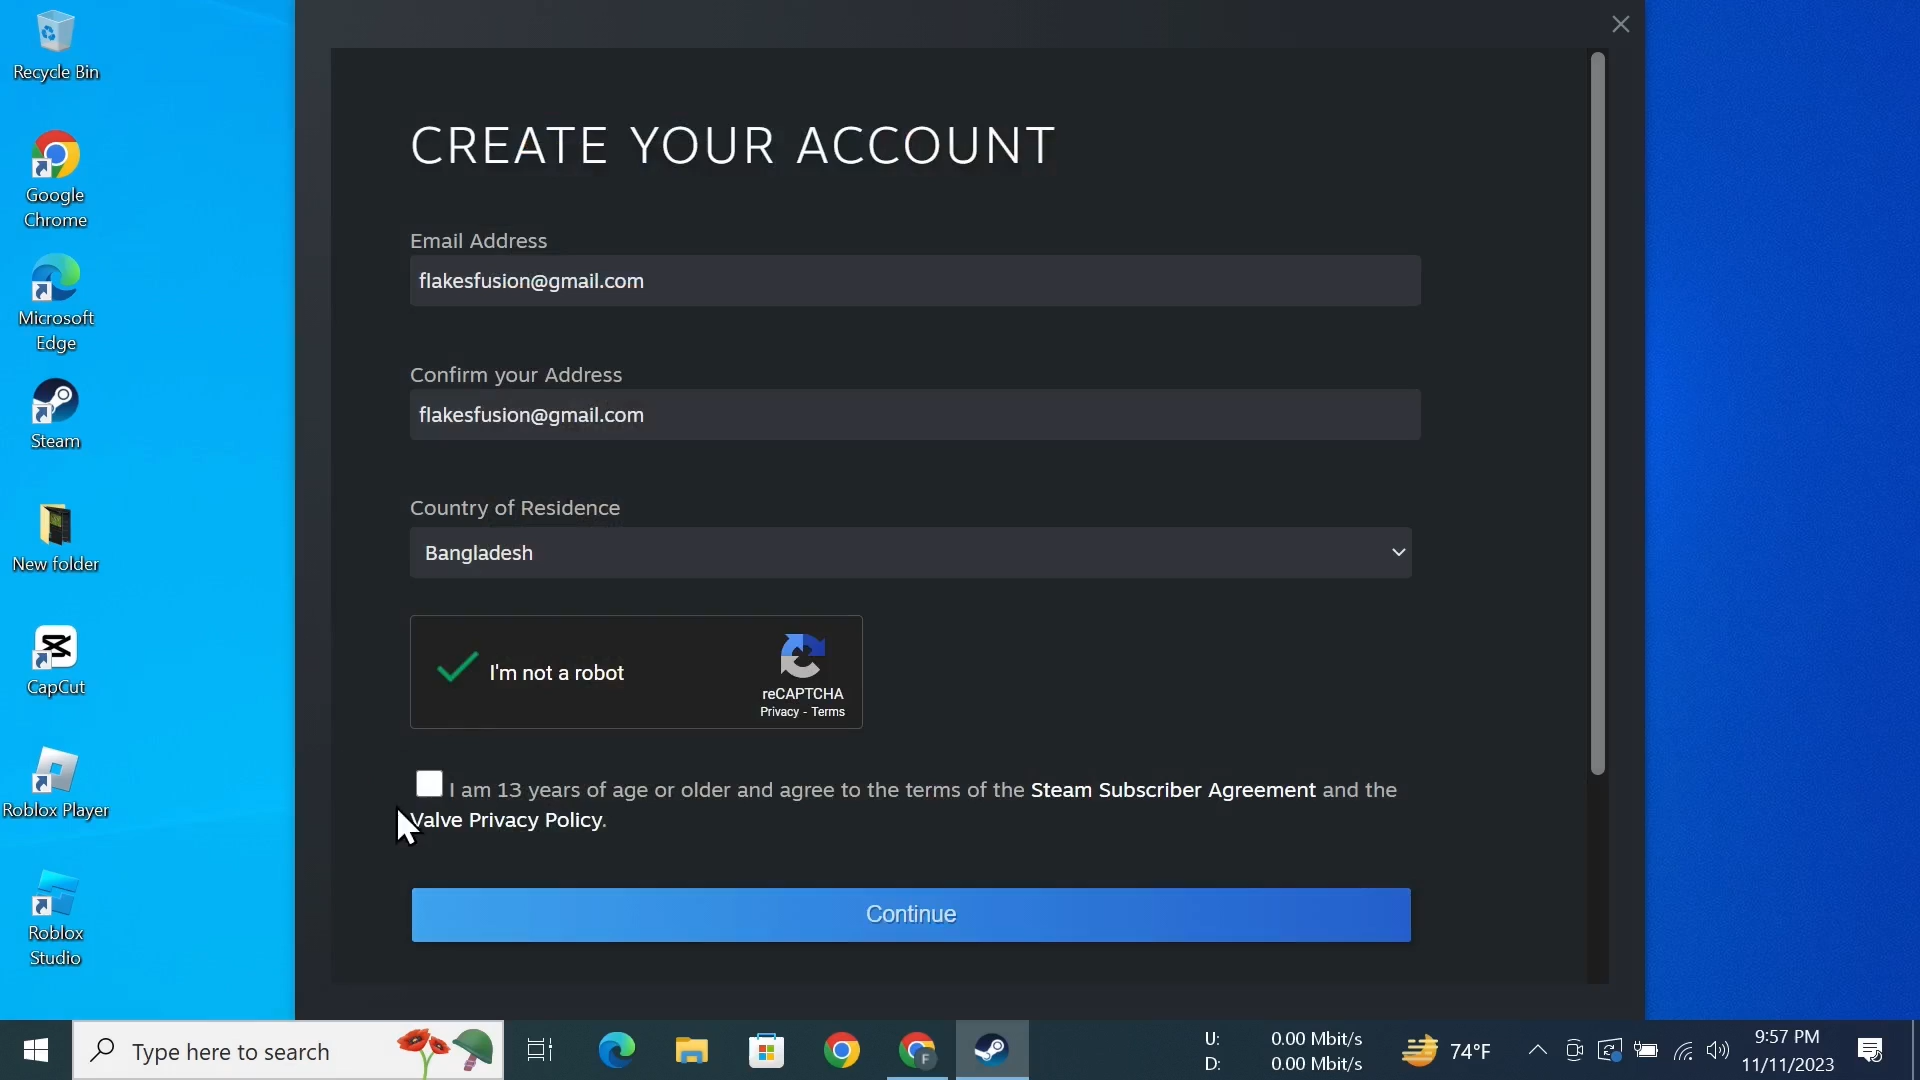 Recycle Bin
Google
Chrome
Microsoft
Edge
Steam
New folder
CapCut
Roblox Player
Roblox
Studio
CREATE YOUR ACCOUNT
Email Address
flakesfusion@gmail.com
Confirm your Address
flakesfusion@gmail.com
Country of Residence
Bangladesh
I'm not a robot
reCAPTCHA
Privacy - Terms
I am 13 years of age or older and agree to the terms of the Steam Subscriber Agreement and the
Valve Privacy Policy.
Continue
Type here to search
F
U: 0.00 Mbit/s
D: 0.00 Mbit/s
74°F
9:57 PM
11/11/2023